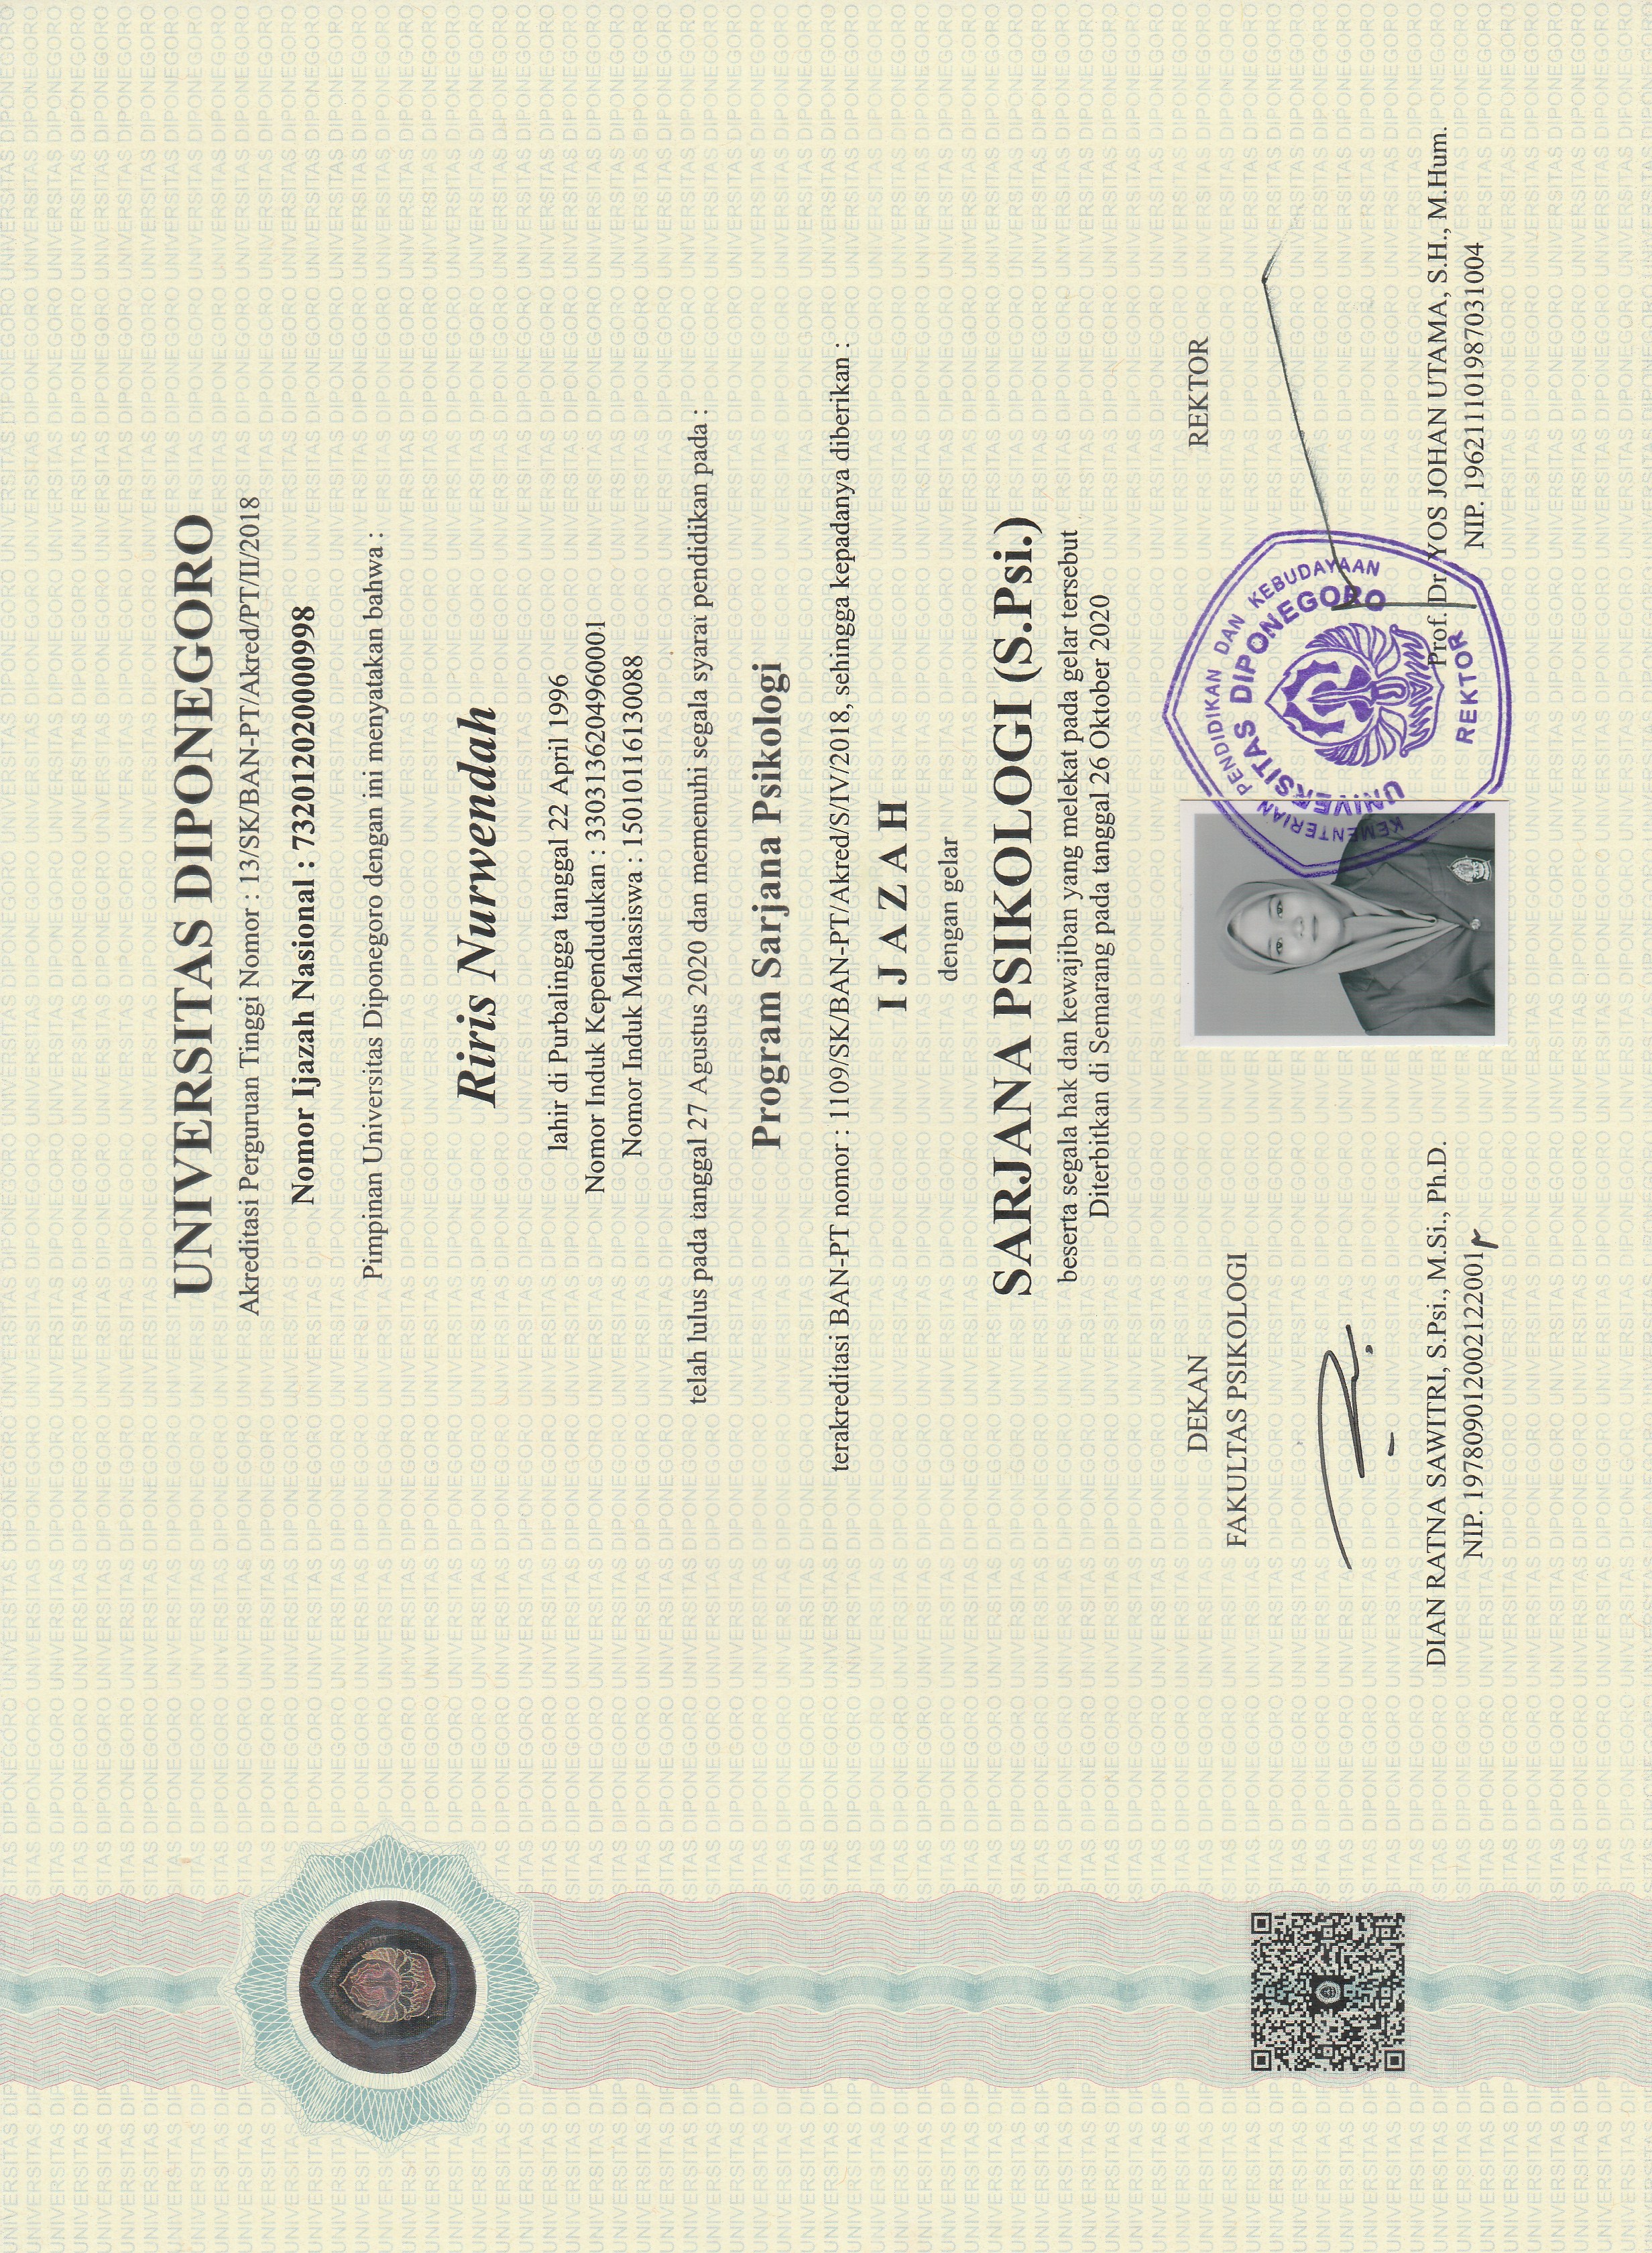 UNIVERSITAS DIPONEGORO
Akreditasi Perguruan Tinggi Nomor : 13/SK/BAN-PT/Akred/PT/II/2018
Nomor Ijazah Nasional : 732012020000998
Pimpinan Universitas Diponegoro dengan ini menyatakan bahwa :
Riris Nurwendah
lahir di Purbalingga tanggal 22 April 1996
Nomor Induk Kependudukan : 3303136204960001
Nomor Induk Mahasiswa : 15010116130088
telah lulus pada tanggal 27 Agustus 2020 dan memenuhi segala syarat pendidikan pada :
Program Sarjana Psikologi
terakreditasi BAN-PT nomor : 1109/SK/BAN-PT/Akred/S/IV/2018, sehingga kepadanya diberikan :
I J A Z A H
dengan gelar
SARJANA PSIKOLOGI (S.Psi.)
beserta segala hak dan kewajiban yang melekat pada gelar tersebut
Diterbitkan di Semarang pada tanggal 26 Oktober 2020
DEKAN
FAKULTAS PSIKOLOGI
DIAN RATNA SAWITRI, S.Psi., M.Si., Ph.D.
NIP. 197809012002122001
KEMENTERIAN PENDIDIKAN DAN KEBUDAYAAN
UNIVERSITAS DIPONEGORO
REKTOR
REKTOR
Prof. Dr. YOS JOHAN UTAMA, S.H., M.Hum.
NIP. 196211101987031004